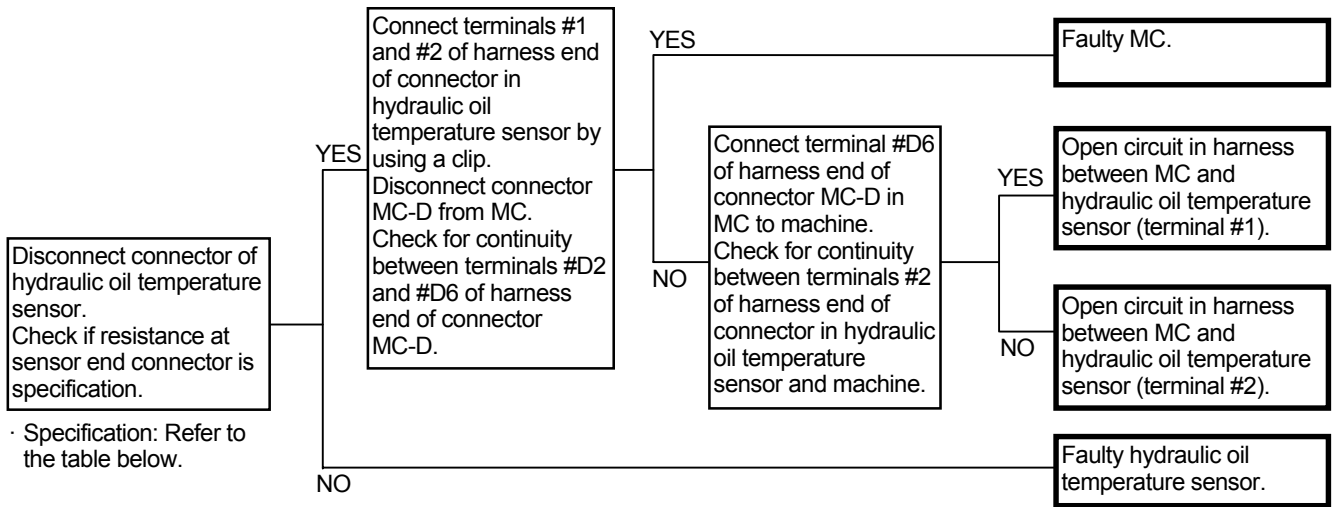 Disconnect connector of
hydraulic oil temperature
sensor.
Check if resistance at
sensor end connector is
specification.
· Specification: Refer to
the table below.
YES
NO
Connect terminals #1
and #2 of harness end
of connector in
hydraulic oil
temperature sensor by
using a clip.
Disconnect connector
MC-D from MC.
Check for continuity
between terminals #D2
and #D6 of harness
end of connector
MC-D.
YES
NO
Connect terminal #D6
of harness end of
connector MC-D in
MC to machine.
Check for continuity
between terminals #2
of harness end of
connector in hydraulic
oil temperature
sensor and machine.
YES
NO
Faulty MC.
Open circuit in harness
between MC and
hydraulic oil temperature
sensor (terminal #1).
Open circuit in harness
between MC and
hydraulic oil temperature
sensor (terminal #2).
Faulty hydraulic oil
temperature sensor.